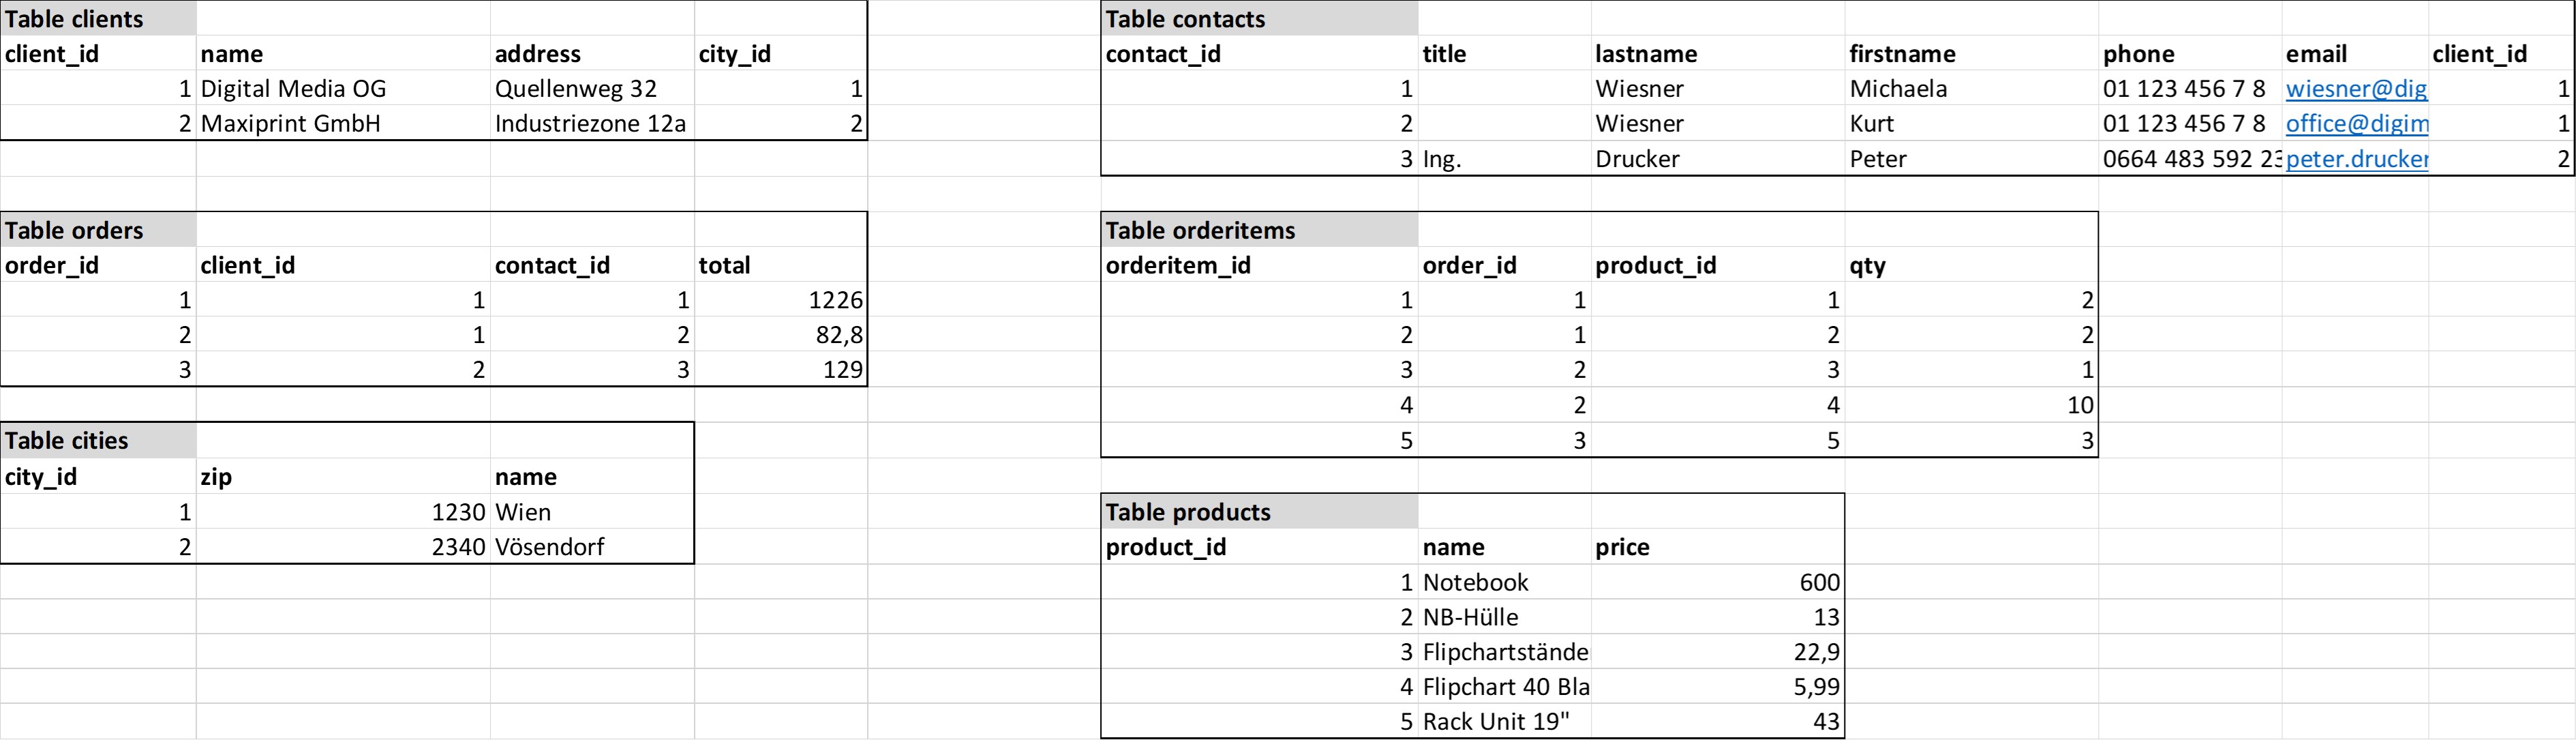 Table clients
client_id name address city_id
1 Digital Media OG Quellenweg 32 1
2 Maxiprint GmbH Industriezone 12a 2
Table contacts
contact_id title lastname firstname phone email client_id
1 Wiesner Michaela 01 123 456 7 8 wiesner@dig 1
2 Wiesner Kurt 01 123 456 7 8 office@digim 1
3 Ing. Drucker Peter 0664 483 592 23 peter.drucker 2
Table orders
order_id client_id contact_id total
1 1 1 1226
2 1 2 82,8
3 2 3 129
Table orderitems
orderitem_id order_id product_id qty
1 1 1 2
2 1 2 2
3 2 3 1
4 2 4 10
5 3 5 3
Table cities
city_id zip name
1 1230 Wien
2 2340 Vösendorf
Table products
product_id name price
1 Notebook 600
2 NB-Hülle 13
3 Flipchartstände 22,9
4 Flipchart 40 Bla 5,99
5 Rack Unit 19" 43